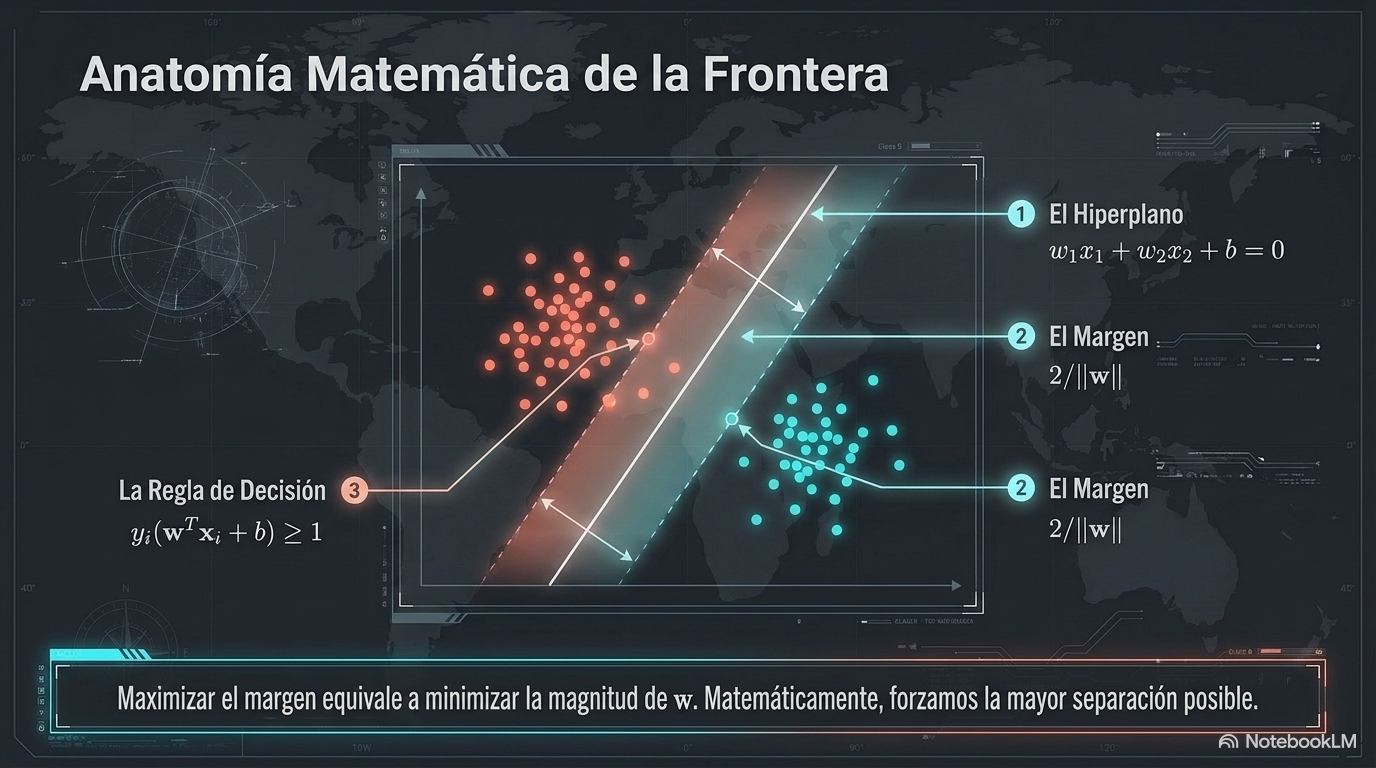 Anatomía Matemática de la Frontera
Class 5
1 El Hiperplano
w₁x₁ + w₂x₂ + b = 0
2 El Margen
2/||w||
La Regla de Decisión 3
yᵢ(wᵀxᵢ + b) ≥ 1
2 El Margen
2/||w||
N
Maximizar el margen equivale a minimizar la magnitud de w. Matemáticamente, forzamos la mayor separación posible.
NotebookLM